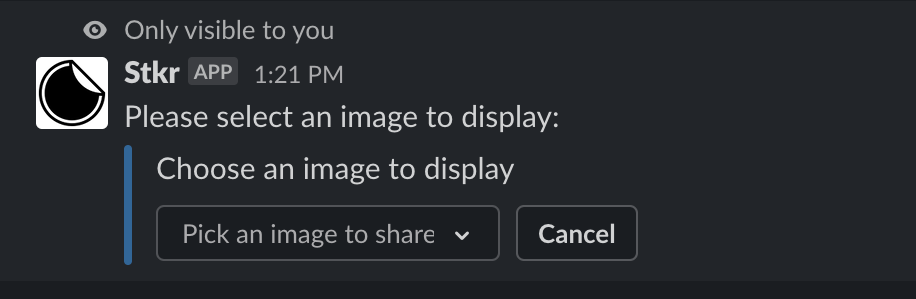 Only visible to you
Stkr APP 1:21 PM
Please select an image to display:
Choose an image to display
Pick an image to share Cancel